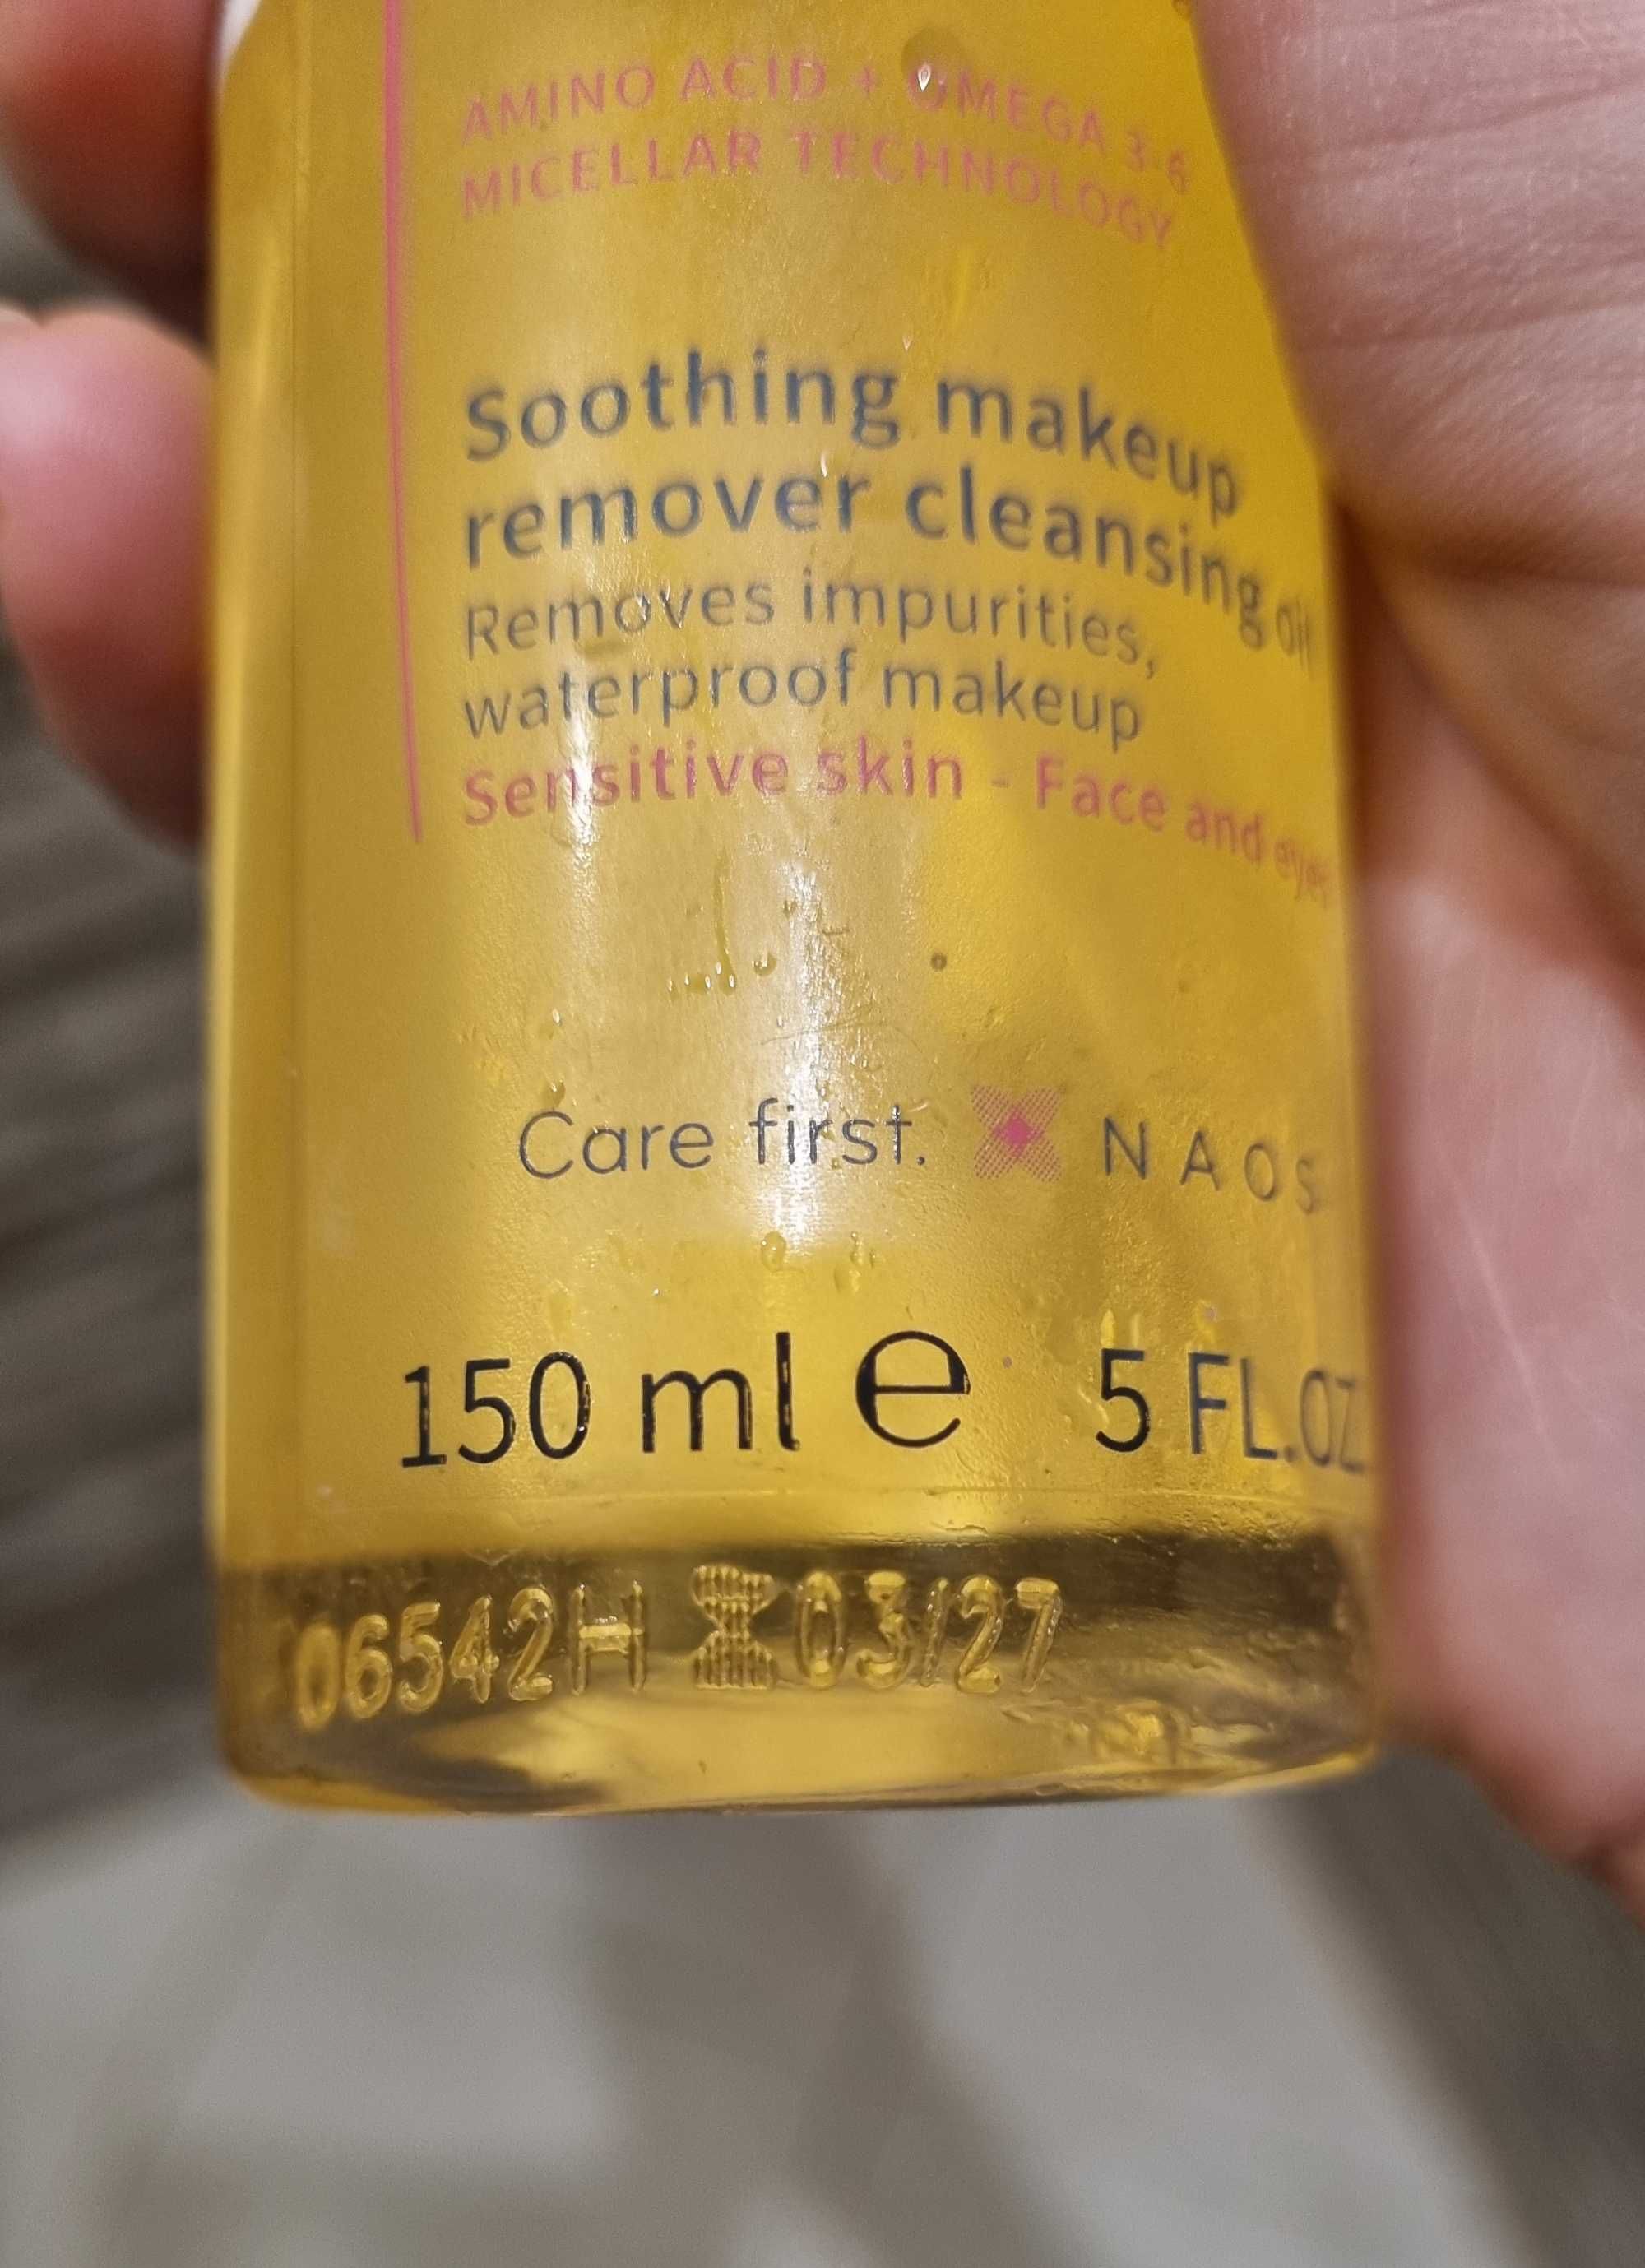 AMINO ACID + OMEGA 3-6
MICELLAR TECHNOLOGY
Soothing makeup
remover cleansing oil
Removes impurities,
waterproof makeup
Sensitive skin - Face and eyes
Care first. NAOS
150 ml e 5 FL.OZ
06542H 03/27